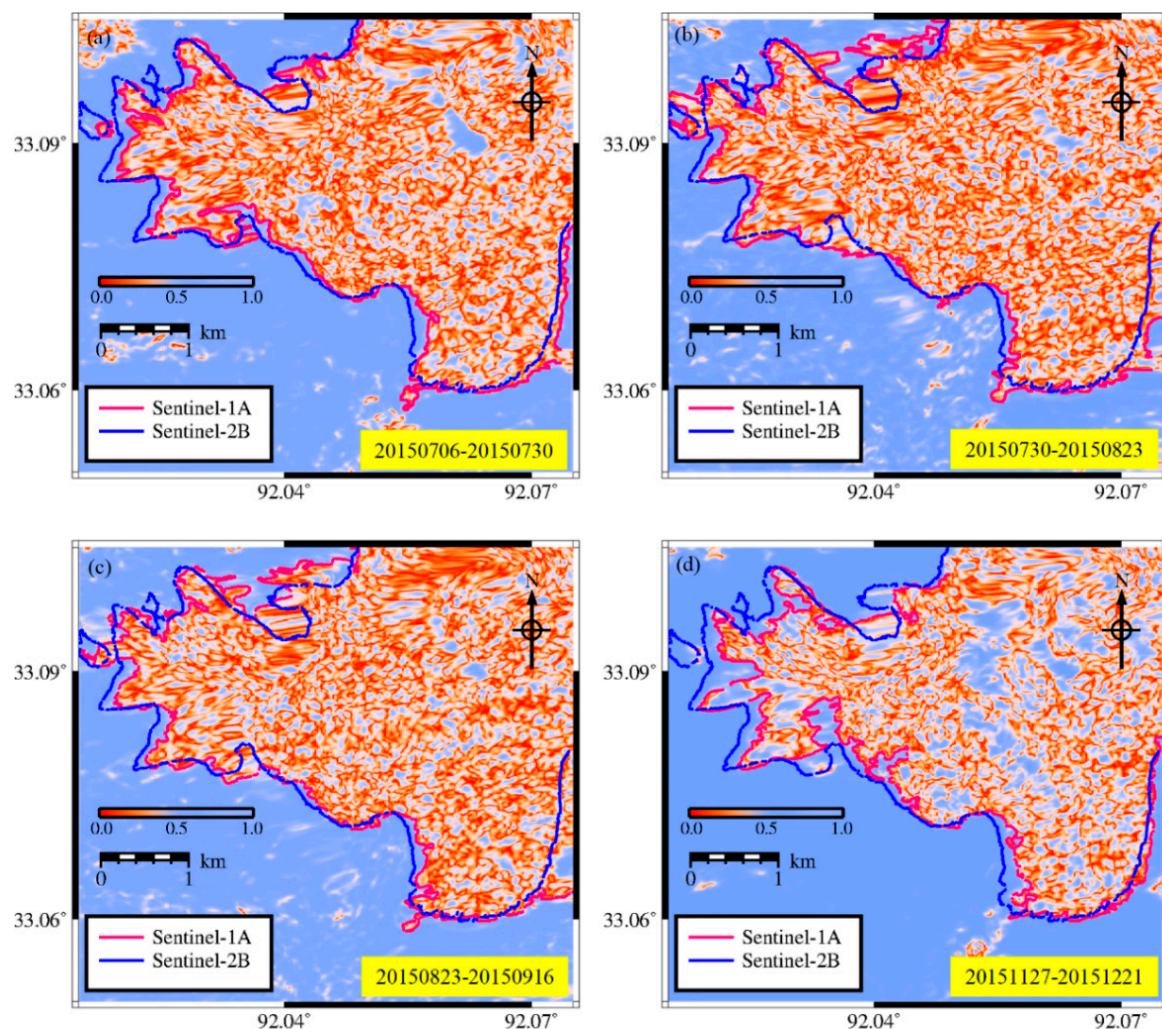 (a)
N
33.09°
0.0 0.5 1.0
km
0 1
33.06°
Sentinel-1A
Sentinel-2B
20150706-20150730
92.04° 92.07°
(b)
N
33.09°
0.0 0.5 1.0
km
0 1
33.06°
Sentinel-1A
Sentinel-2B
20150730-20150823
92.04° 92.07°
(c)
N
33.09°
0.0 0.5 1.0
km
0 1
33.06°
Sentinel-1A
Sentinel-2B
20150823-20150916
92.04° 92.07°
(d)
N
33.09°
0.0 0.5 1.0
km
0 1
33.06°
Sentinel-1A
Sentinel-2B
20151127-20151221
92.04° 92.07°